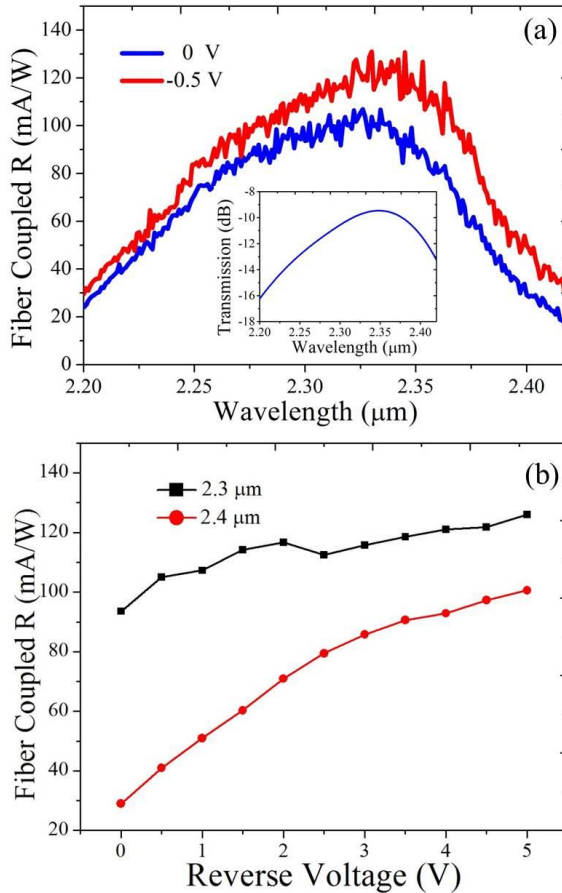 (a)
0 V
-0.5 V
Fiber Coupled R (mA/W)
140
120
100
80
60
40
20
0
Transmission (dB)
-8
-10
-12
-14
-16
-18
2.20 2.25 2.30 2.35 2.40
Wavelength (μm)
2.20 2.25 2.30 2.35 2.40
Wavelength (μm)
(b)
2.3 μm
2.4 μm
Fiber Coupled R (mA/W)
140
120
100
80
60
40
20
0 1 2 3 4 5
Reverse Voltage (V)